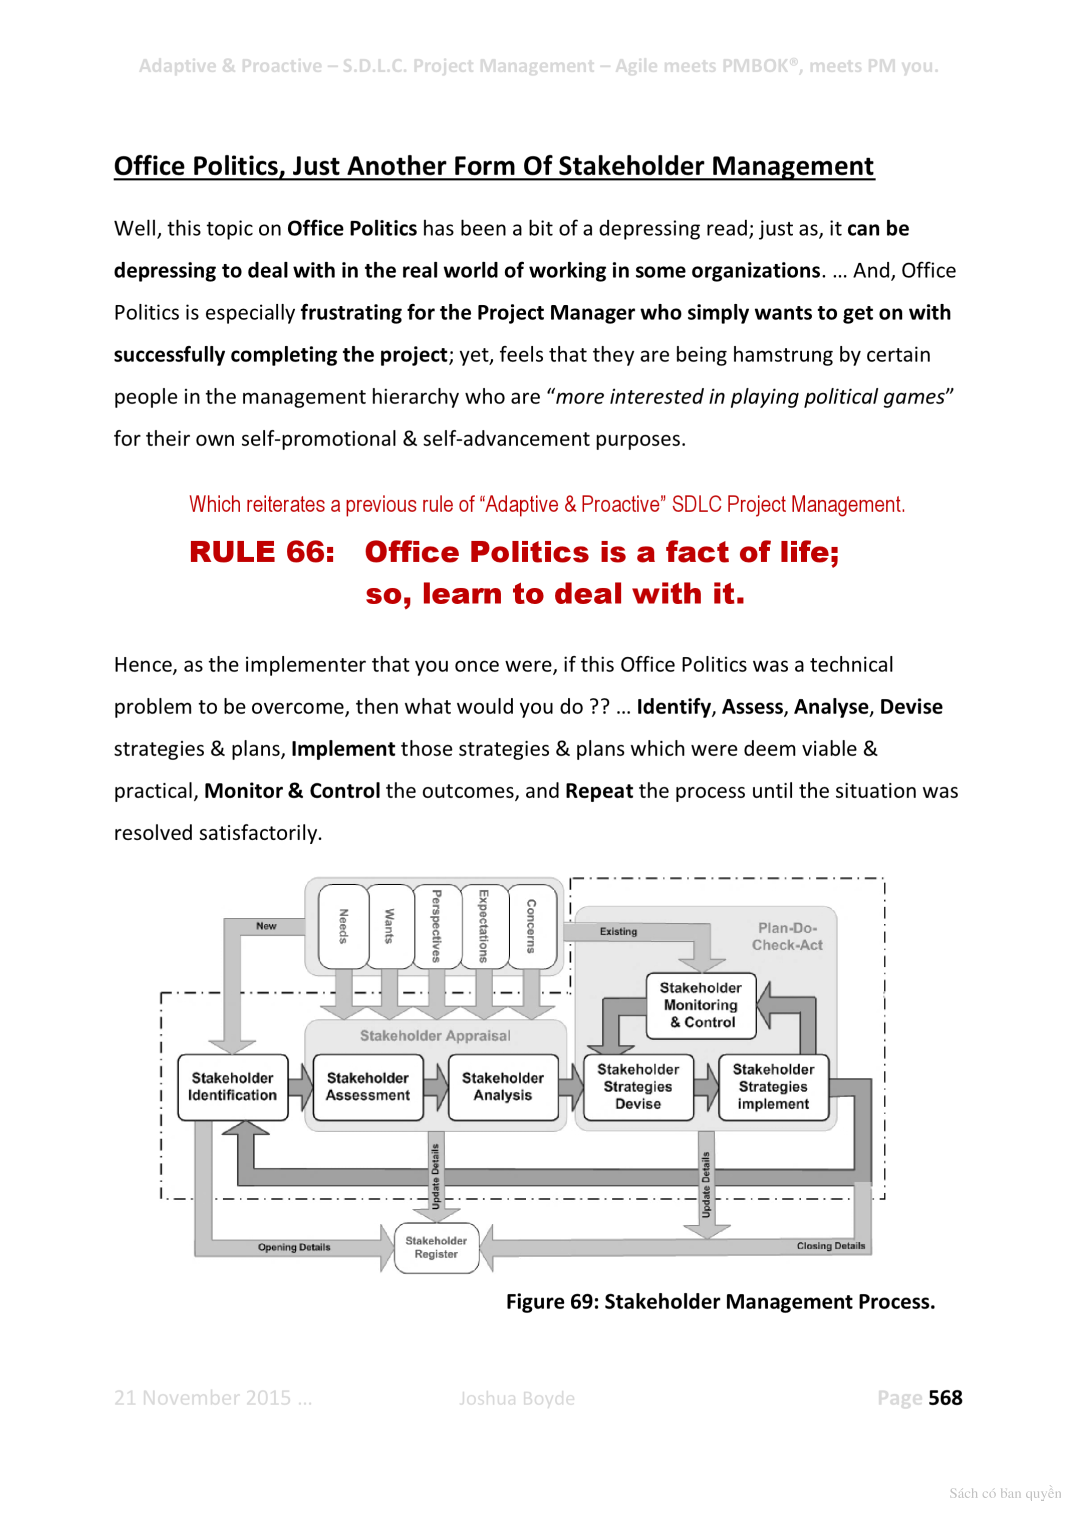 Adaptive & Proactive – S.D.L.C. Project Management – Agile meets PMBOK®, meets PM you.
Office Politics, Just Another Form Of Stakeholder Management
Well, this topic on Office Politics has been a bit of a depressing read; just as, it can be
depressing to deal with in the real world of working in some organizations. … And, Office
Politics is especially frustrating for the Project Manager who simply wants to get on with
successfully completing the project; yet, feels that they are being hamstrung by certain
people in the management hierarchy who are “more interested in playing political games”
for their own self-promotional & self-advancement purposes.
Which reiterates a previous rule of “Adaptive & Proactive” SDLC Project Management.
RULE 66: Office Politics is a fact of life;
so, learn to deal with it.
Hence, as the implementer that you once were, if this Office Politics was a technical
problem to be overcome, then what would you do ?? … Identify, Assess, Analyse, Devise
strategies & plans, Implement those strategies & plans which were deem viable &
practical, Monitor & Control the outcomes, and Repeat the process until the situation was
resolved satisfactorily.
Needs
Wants
Perspectives
Expectations
Concerns
New
Existing
Plan-Do-
Check-Act
Stakeholder
Monitoring
& Control
Stakeholder Appraisal
Stakeholder
Identification
Stakeholder
Assessment
Stakeholder
Analysis
Stakeholder
Strategies
Devise
Stakeholder
Strategies
implement
Update Details
Update Details
Opening Details
Stakeholder
Register
Closing Details
Figure 69: Stakeholder Management Process.
21 November 2015 … Joshua Boyde Page 568
Sách có bản quyền